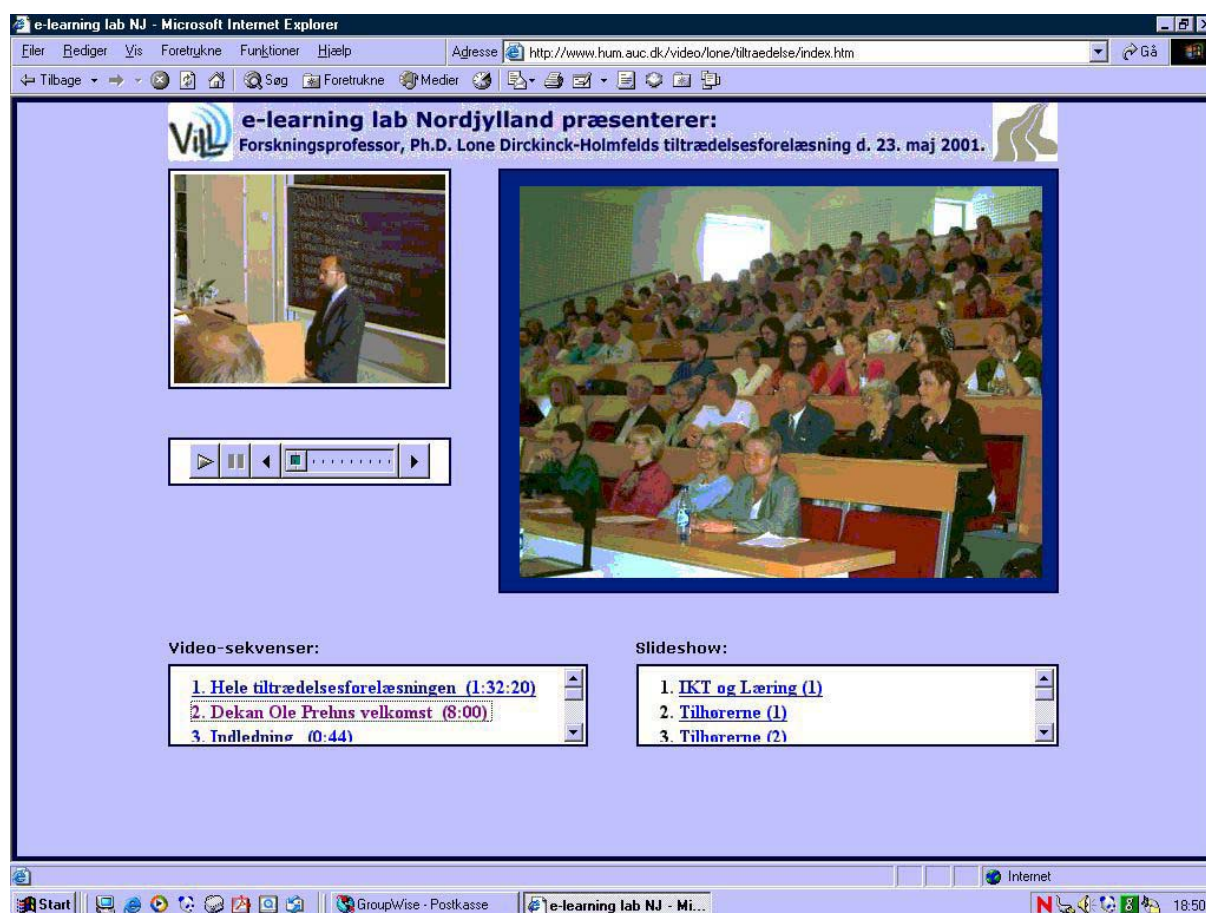 e-learning lab NJ - Microsoft Internet Explorer
Filer Rediger Vis Foretrukne Funktioner Hjælp Adresse http://www.hum.auc.dk/video/lone/tiltraedelse/index.htm Gå
Tilbage Søg Foretrukne Medier
VILL e-learning lab Nordjylland præsenterer:
Forskningsprofessor, Ph.D. Lone Dirckinck-Holmfelds tiltrædelsesforelæsning d. 23. maj 2001.
Video-sekvenser:
1. Hele tiltrædelsesforelæsningen (1:32:20)
2. Dekan Ole Prehns velkomst (8:00)
3. Indledning (0:44)
Slideshow:
1. IKT og Læring (1)
2. Tilhørerne (1)
3. Tilhørerne (2)
Internet
Start GroupWise - Postkasse e-learning lab NJ - Mi... 18:50